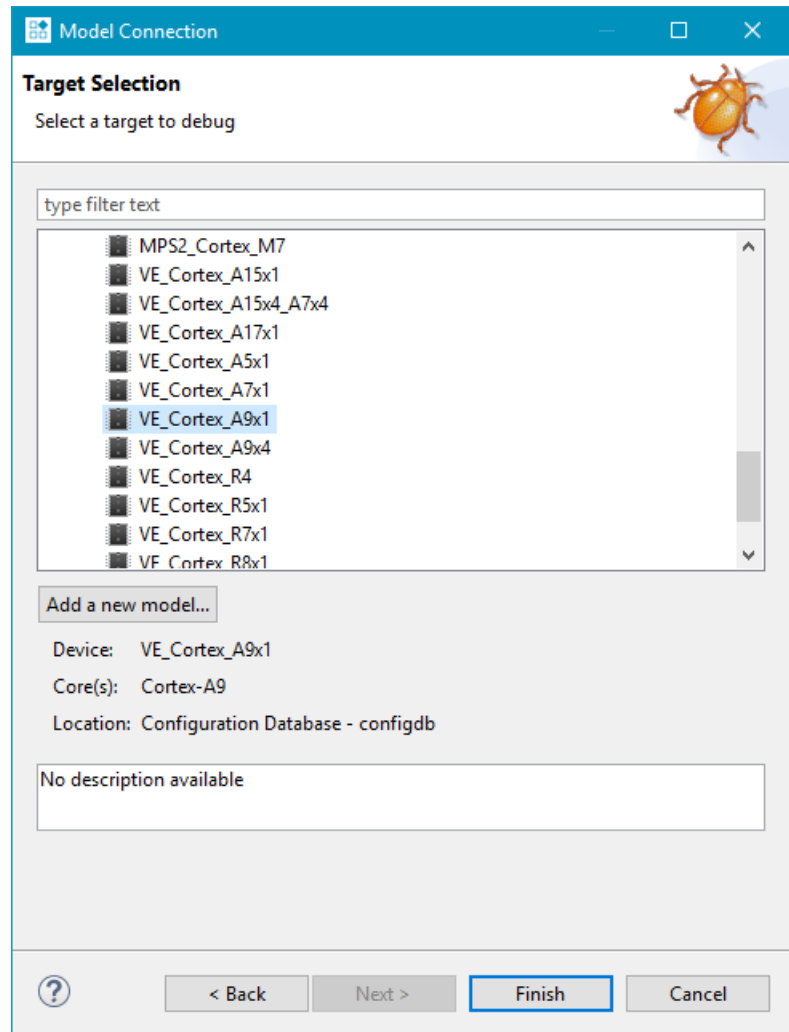 Model Connection
Target Selection
Select a target to debug
type filter text
MPS2_Cortex_M7
VE_Cortex_A15x1
VE_Cortex_A15x4_A7x4
VE_Cortex_A17x1
VE_Cortex_A5x1
VE_Cortex_A7x1
VE_Cortex_A9x1
VE_Cortex_A9x4
VE_Cortex_R4
VE_Cortex_R5x1
VE_Cortex_R7x1
VE_Cortex_R8x1
Add a new model...
Device: VE_Cortex_A9x1
Core(s): Cortex-A9
Location: Configuration Database - configdb
No description available
? < Back Next > Finish Cancel